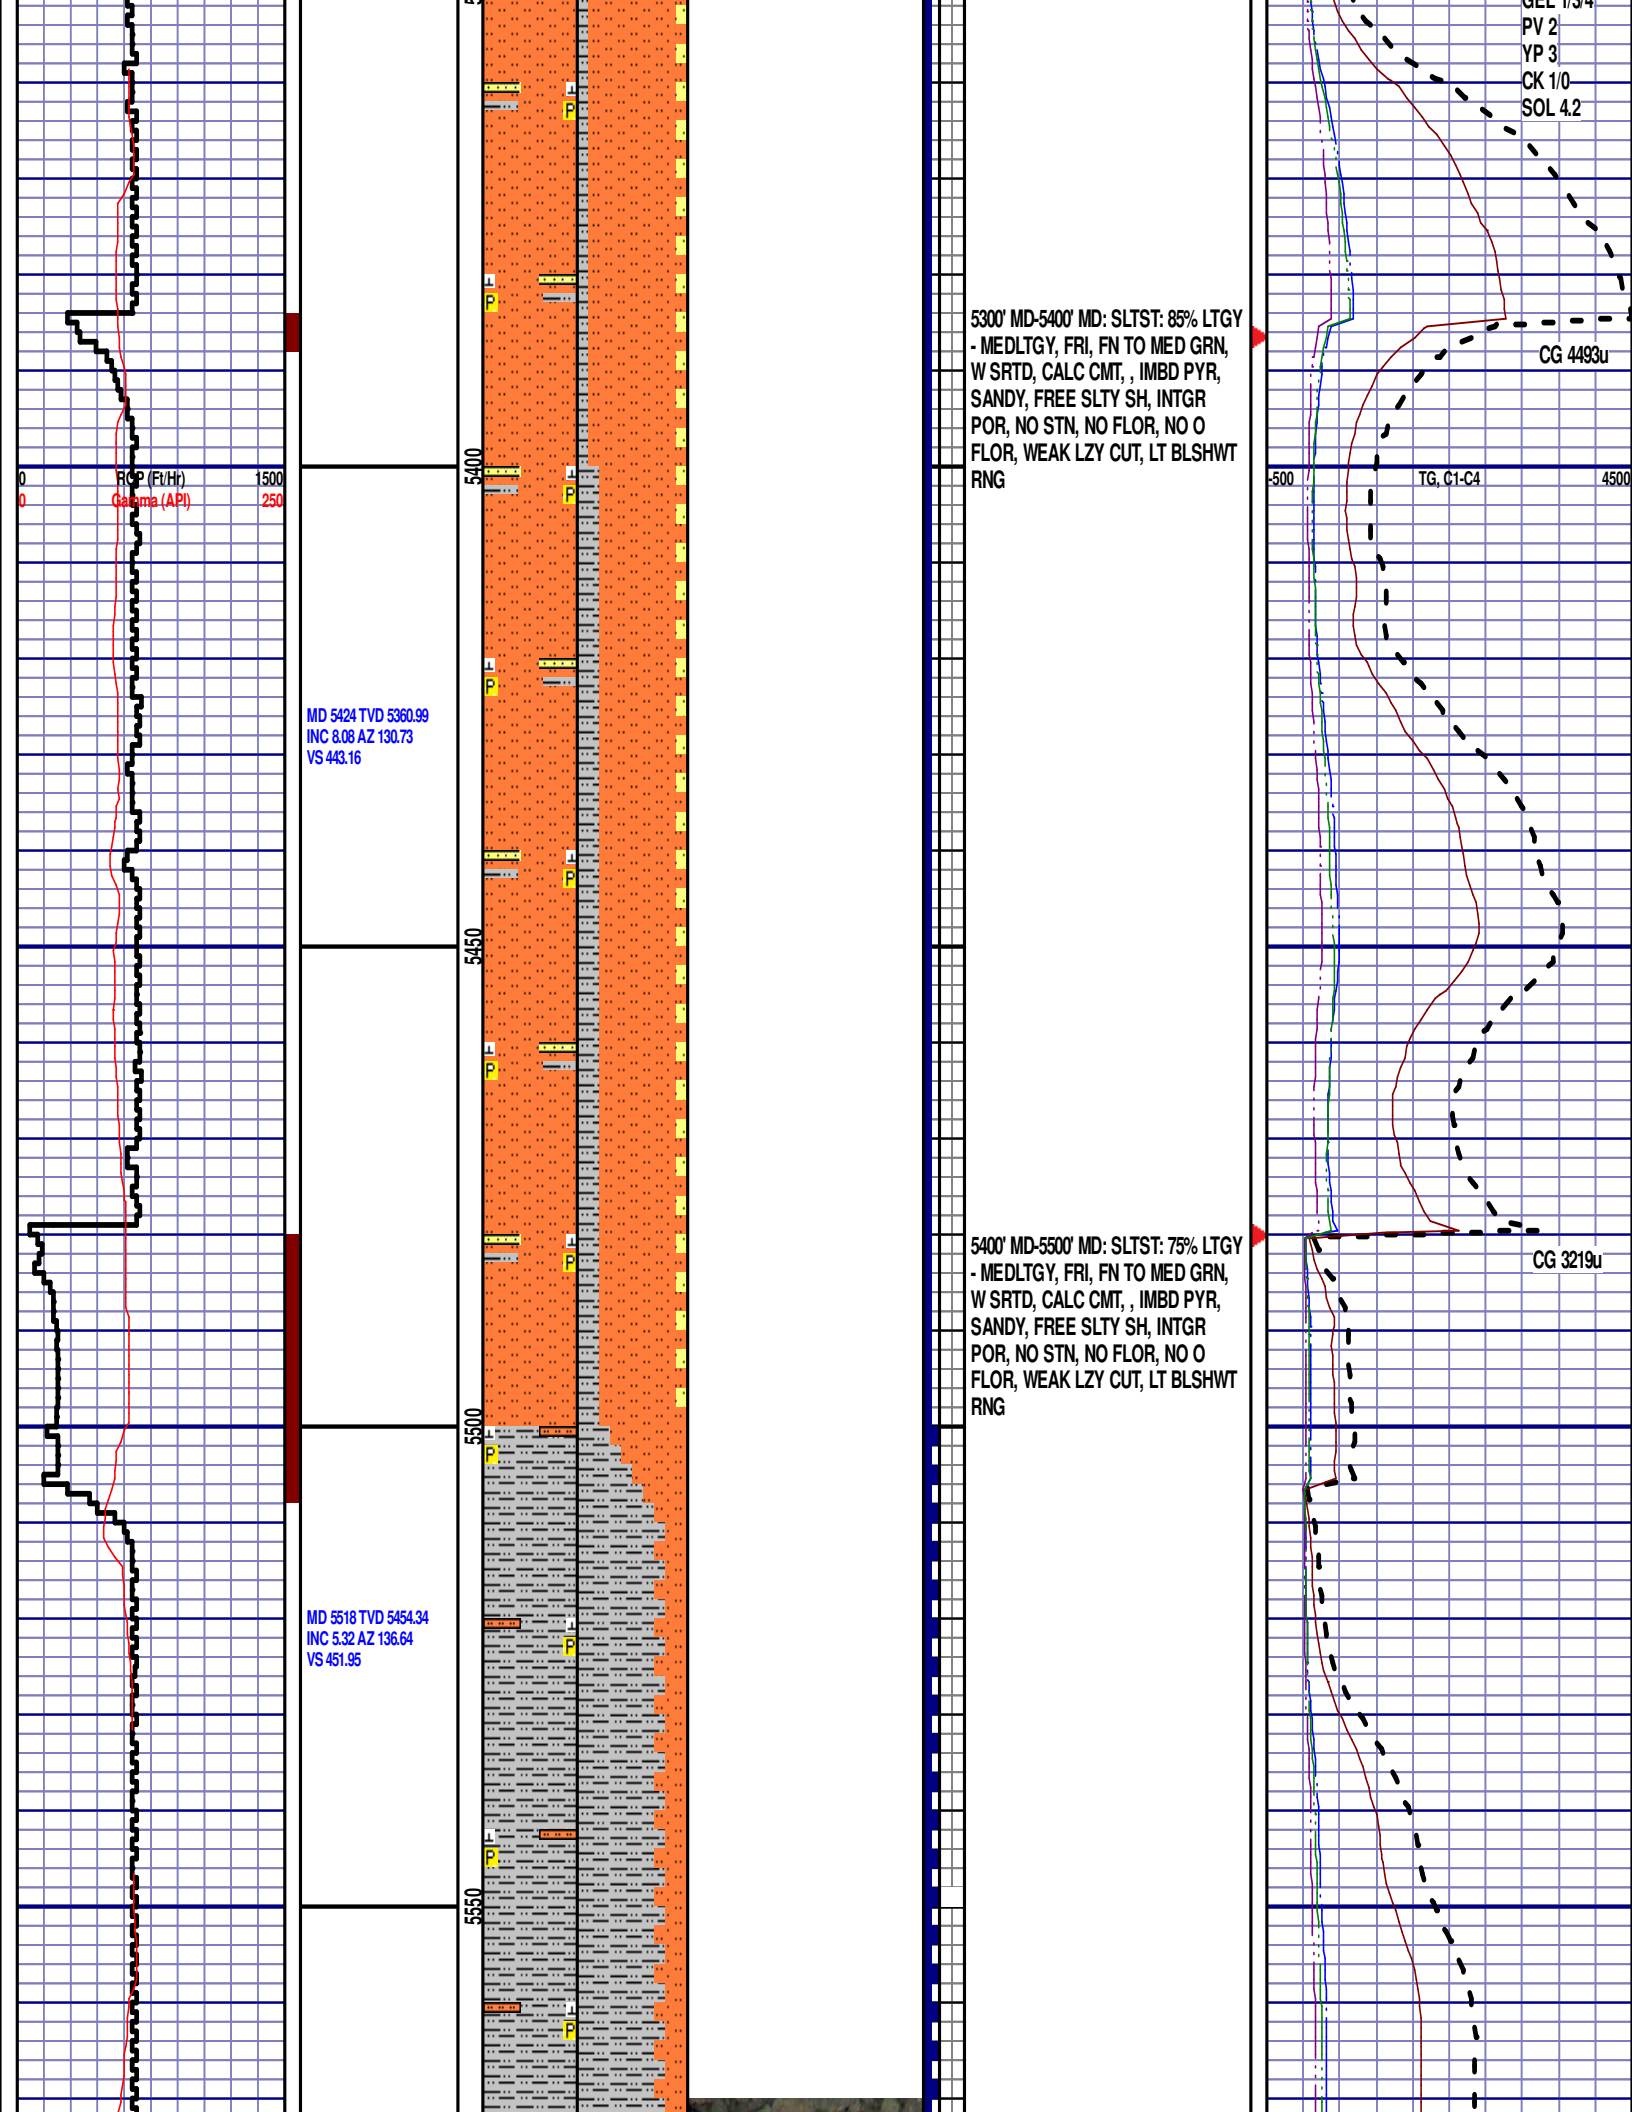 GEL 1/3/4
PV 2
YP 3
CK 1/0
SOL 4.2
5300' MD-5400' MD: SLTST: 85% LTGY
- MEDLTGY, FRI, FN TO MED GRN,
W SRTD, CALC CMT, , IMBD PYR,
SANDY, FREE SLTY SH, INTGR
POR, NO STN, NO FLOR, NO O
FLOR, WEAK LZY CUT, LT BLSHWT
RNG
CG 4493u
5400
0 ROP (Ft/Hr) 1500
0 Gamma (API) 250
-500 TG, C1-C4 4500
MD 5424 TVD 5360.99
INC 8.08 AZ 130.73
VS 443.16
5450
5400' MD-5500' MD: SLTST: 75% LTGY
- MEDLTGY, FRI, FN TO MED GRN,
W SRTD, CALC CMT, , IMBD PYR,
SANDY, FREE SLTY SH, INTGR
POR, NO STN, NO FLOR, NO O
FLOR, WEAK LZY CUT, LT BLSHWT
RNG
CG 3219u
5500
MD 5518 TVD 5454.34
INC 5.32 AZ 136.64
VS 451.95
5550
P
P
P
P
P
P
P
P
P
P
P